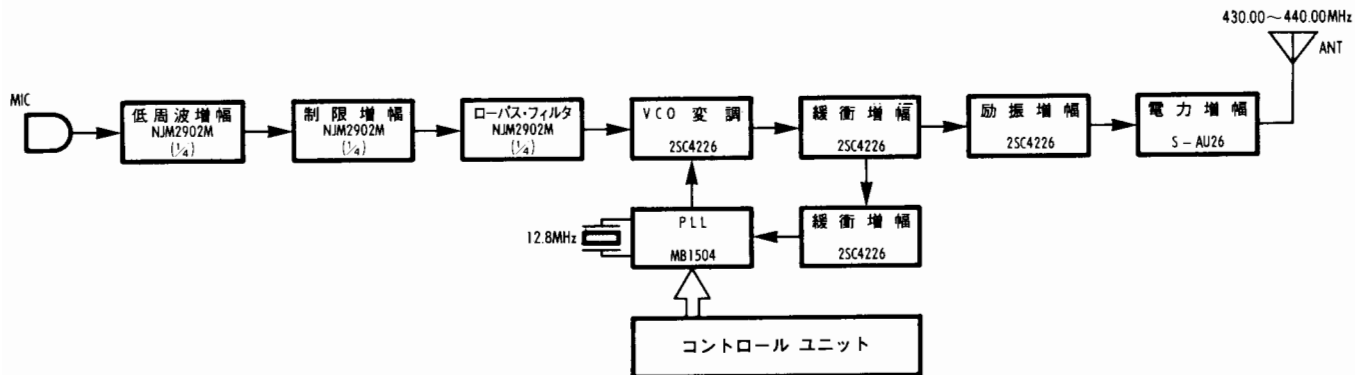 430.00～440.00MHz
ANT
MIC
低周波増幅
NJM2902M
(1/4)
制限増幅
NJM2902M
(1/4)
ローパス・フィルタ
NJM2902M
(1/4)
VCO 変調
2SC4226
緩衝増幅
2SC4226
励振増幅
2SC4226
電力増幅
S-AU26
12.8MHz
PLL
MB1504
緩衝増幅
2SC4226
コントロール ユニット